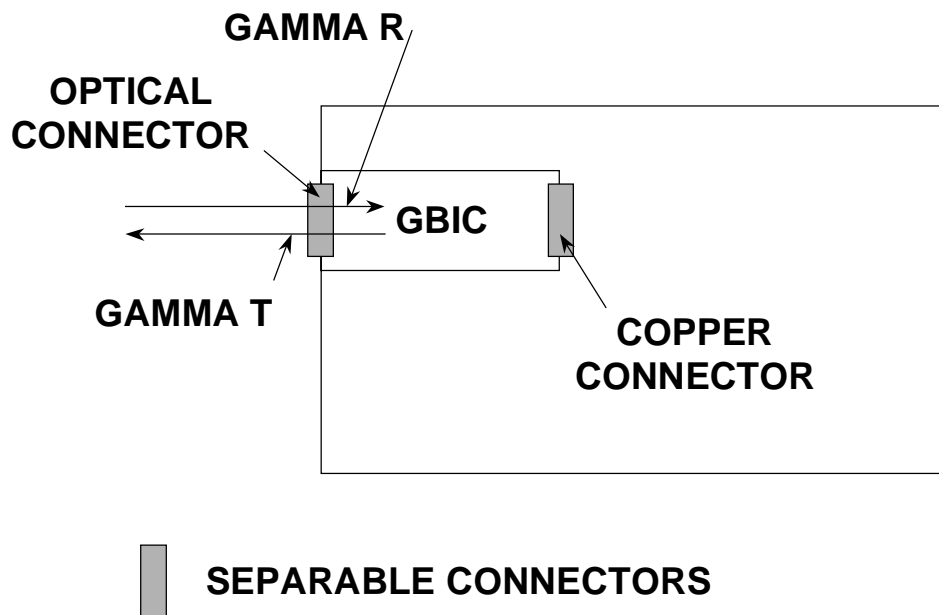 GAMMA R
OPTICAL
CONNECTOR
GBIC
GAMMA T
COPPER
CONNECTOR
SEPARABLE CONNECTORS